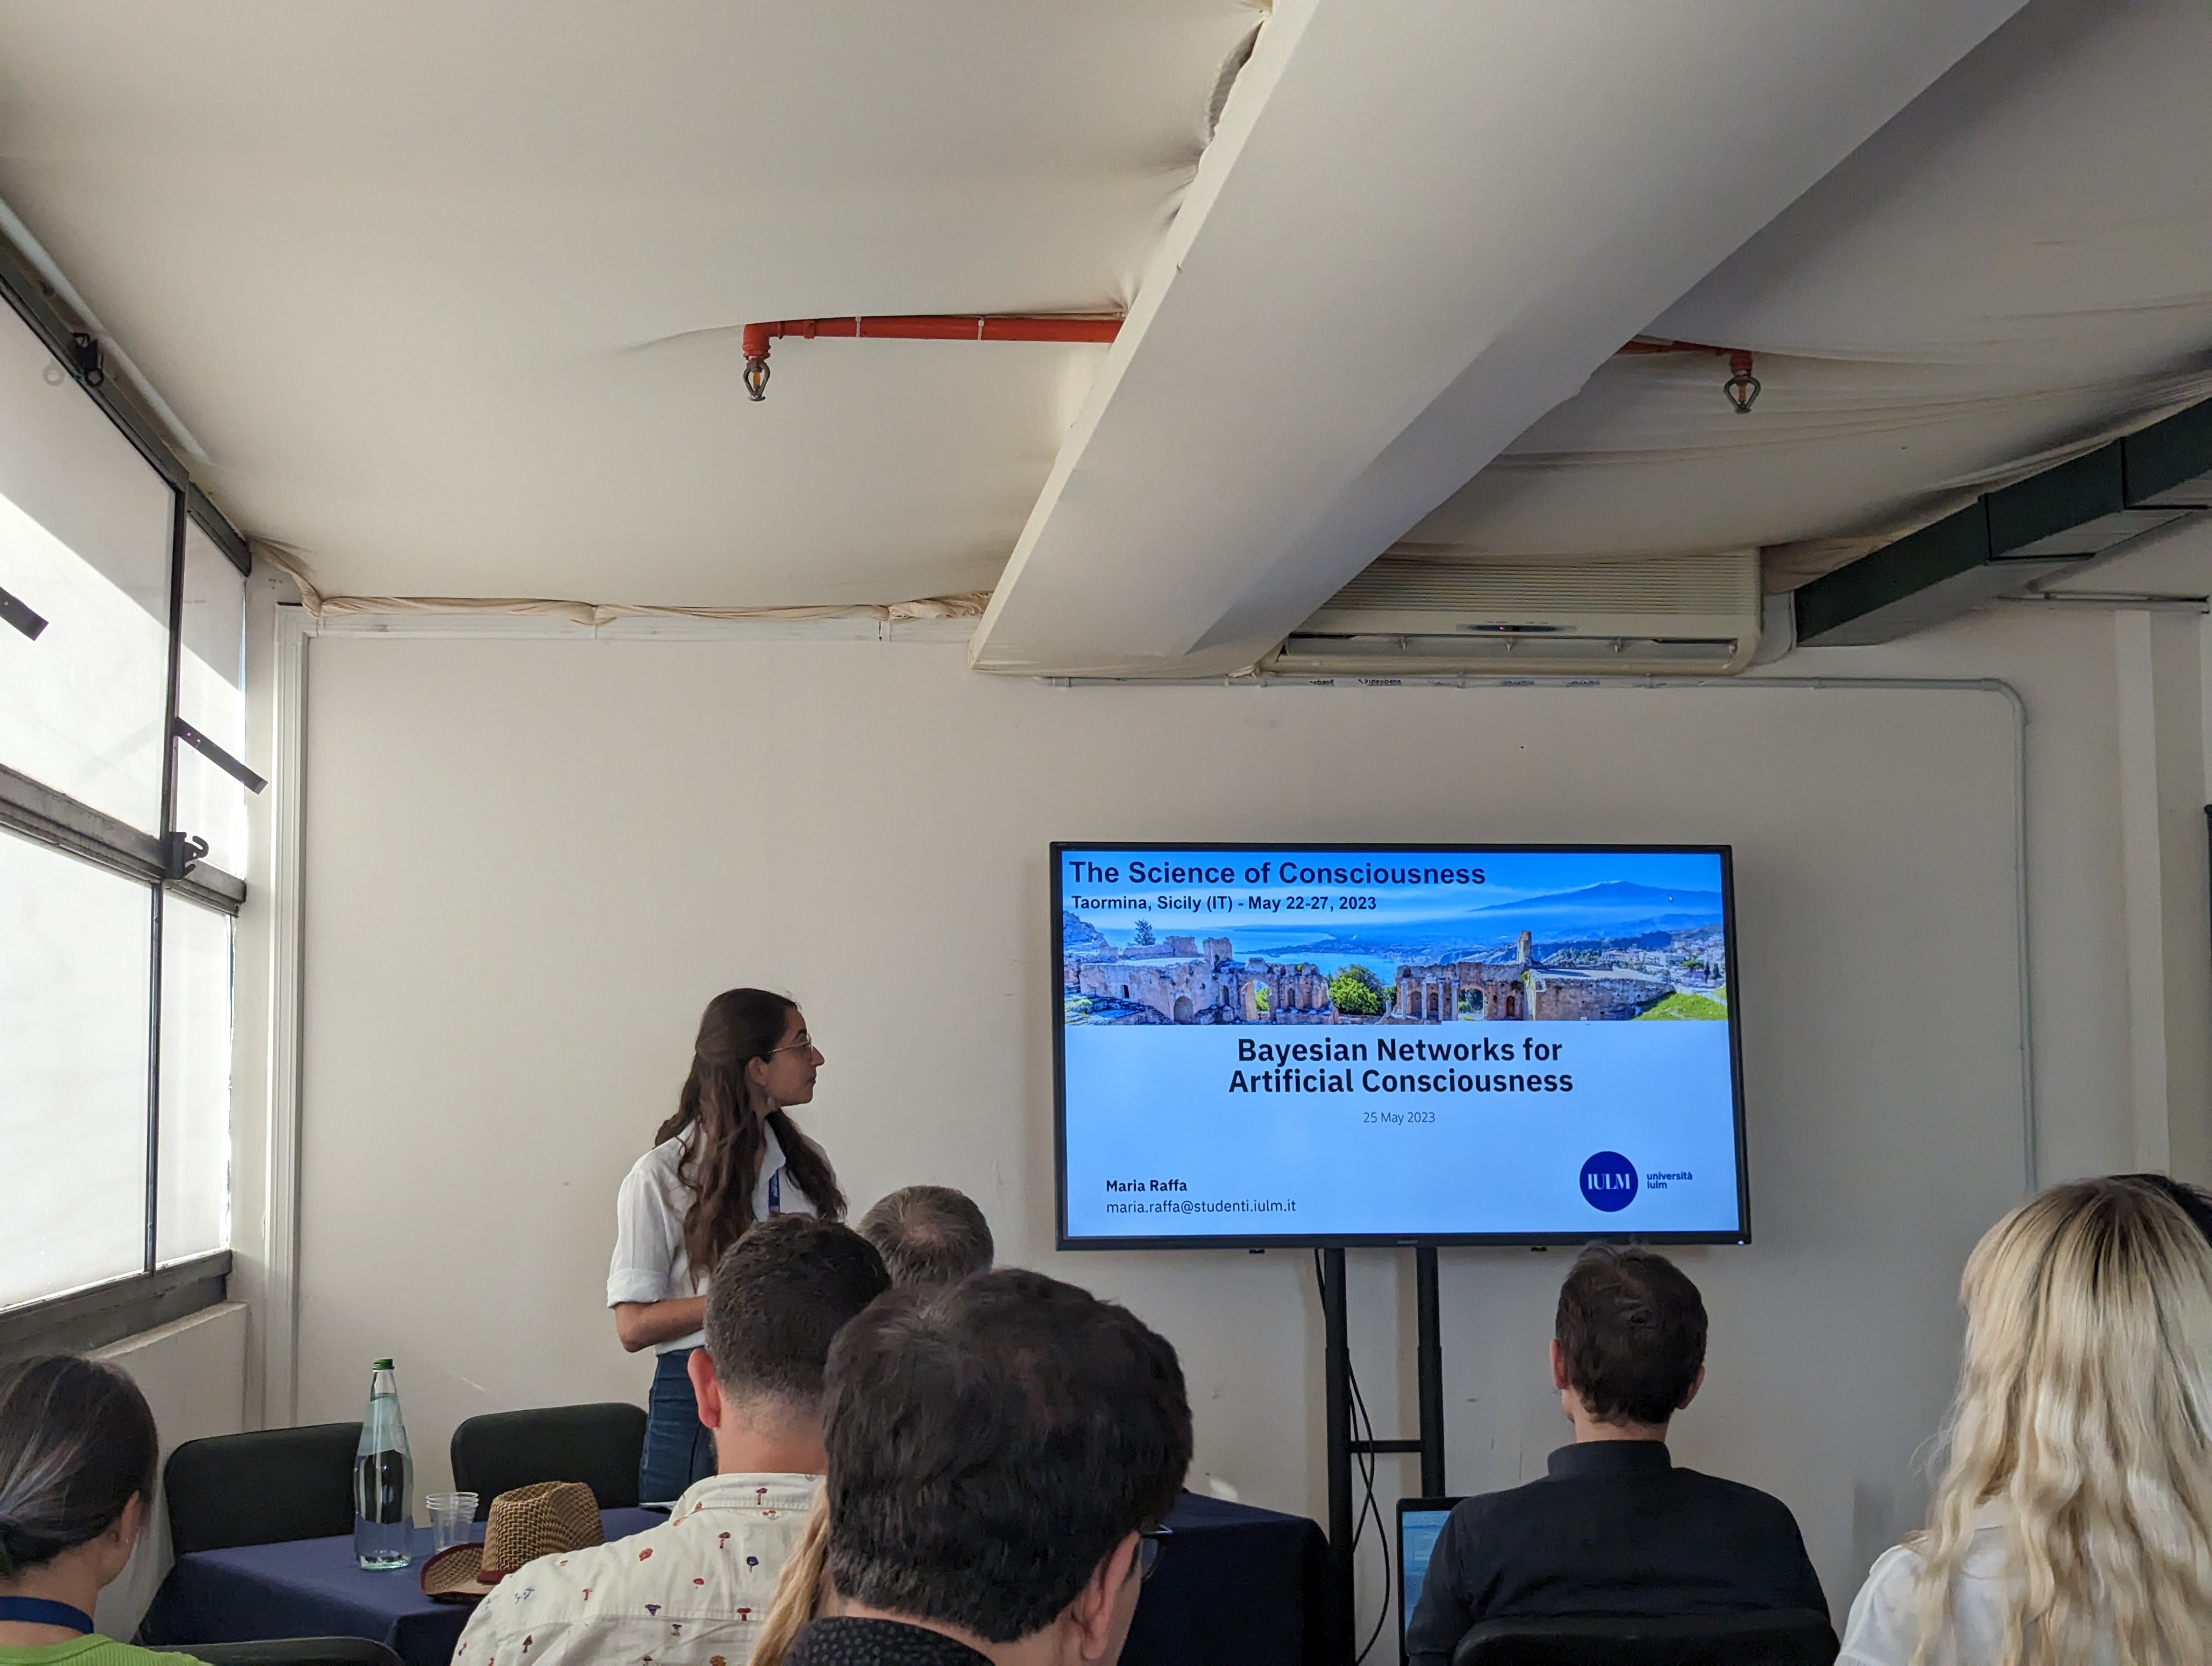 The Science of Consciousness
Taormina, Sicily (IT) - May 22-27, 2023
Bayesian Networks for
Artificial Consciousness
25 May 2023
Maria Raffa
maria.raffa@studenti.iulm.it
IULM
università
iulm